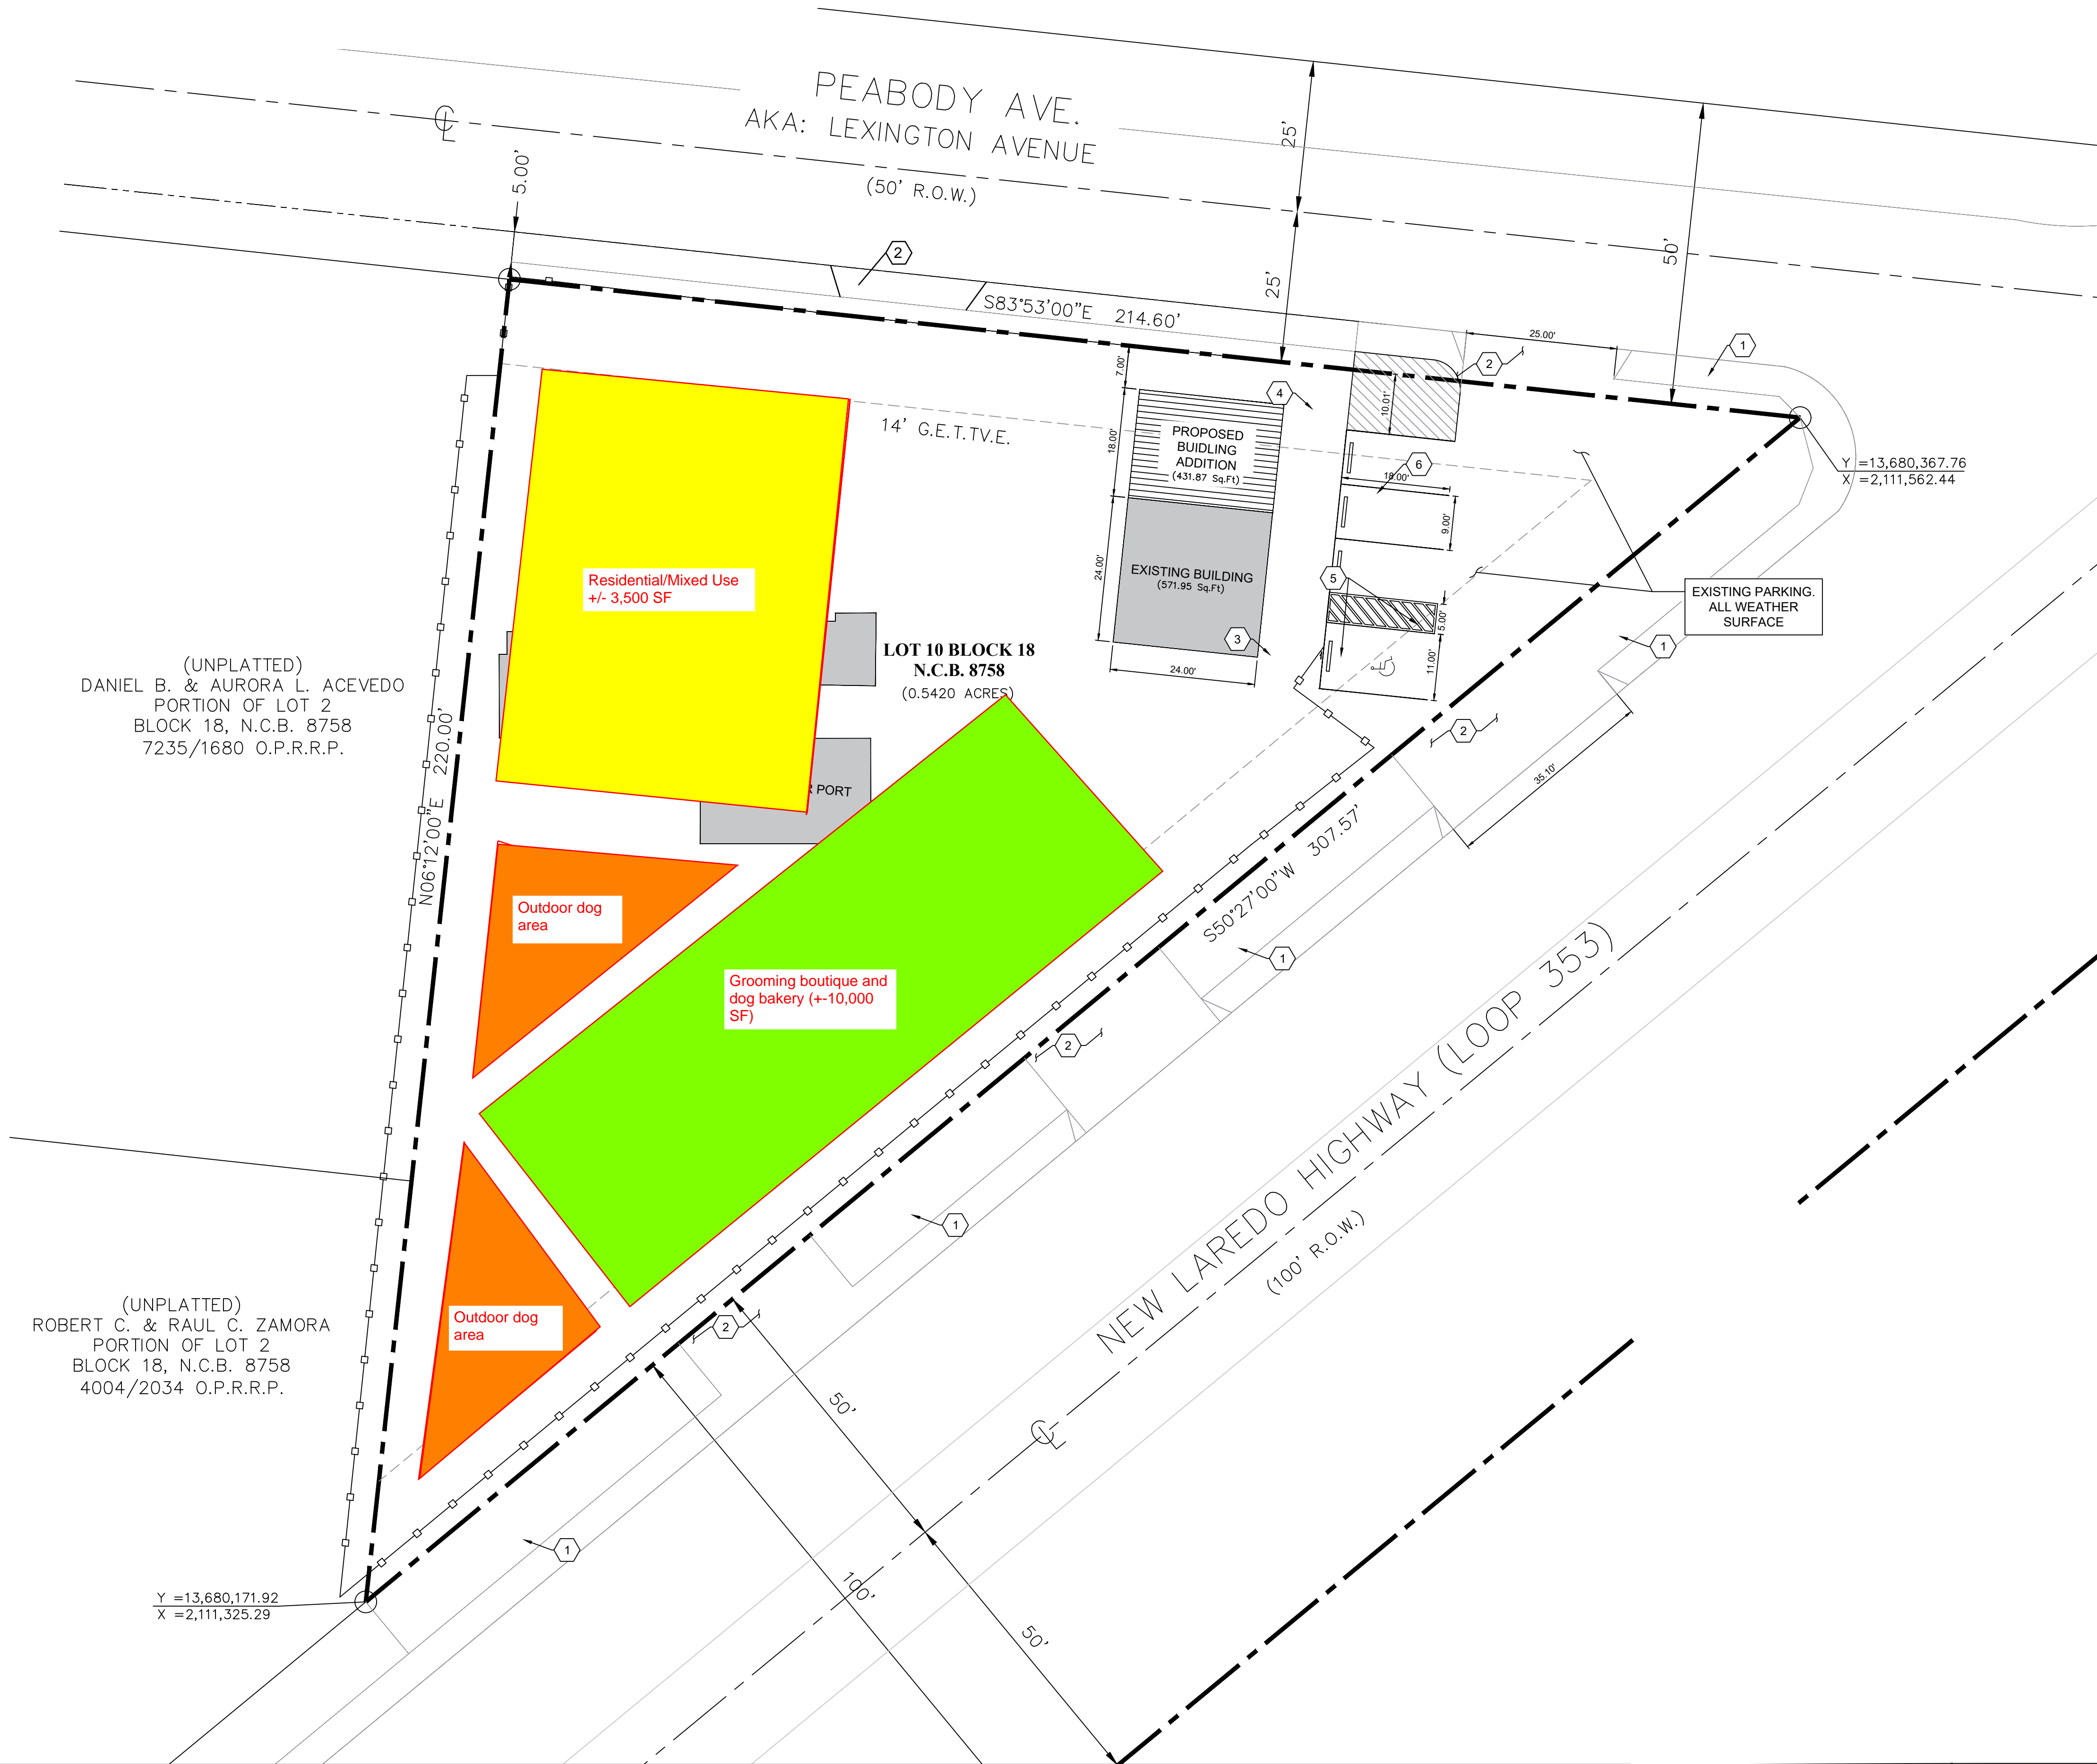 PEABODY AVE.
AKA: LEXINGTON AVENUE
(50' R.O.W.)
25'
25'
50'
5.00'
2
S83°53'00"E 214.60'
25.00'
1
2
7.00'
4
10.01'
14' G.E.T.TV.E.
18.00'
PROPOSED
BUIDLING
ADDITION
(431.87 Sq.Ft)
6
18.00'
9.00'
Y =13,680,367.76
X =2,111,562.44
24.00'
EXISTING BUILDING
(571.95 Sq.Ft)
5
5.00'
3
11.00'
24.00'
EXISTING PARKING.
ALL WEATHER
SURFACE
1
Residential/Mixed Use
+/- 3,500 SF
LOT 10 BLOCK 18
N.C.B. 8758
(0.5420 ACRES)
(UNPLATTED)
DANIEL B. & AURORA L. ACEVEDO
PORTION OF LOT 2
BLOCK 18, N.C.B. 8758
7235/1680 O.P.R.R.P.
N06°12'00"E 220.00'
PORT
2
35.10'
S50°27'00"W 307.57'
Outdoor dog
area
Grooming boutique and
dog bakery (+-10,000
SF)
1
2
NEW LAREDO HIGHWAY (LOOP 353)
(100' R.O.W.)
1
(UNPLATTED)
ROBERT C. & RAUL C. ZAMORA
PORTION OF LOT 2
BLOCK 18, N.C.B. 8758
4004/2034 O.P.R.R.P.
Outdoor dog
area
2
50'
1
100'
50'
Y =13,680,171.92
X =2,111,325.29